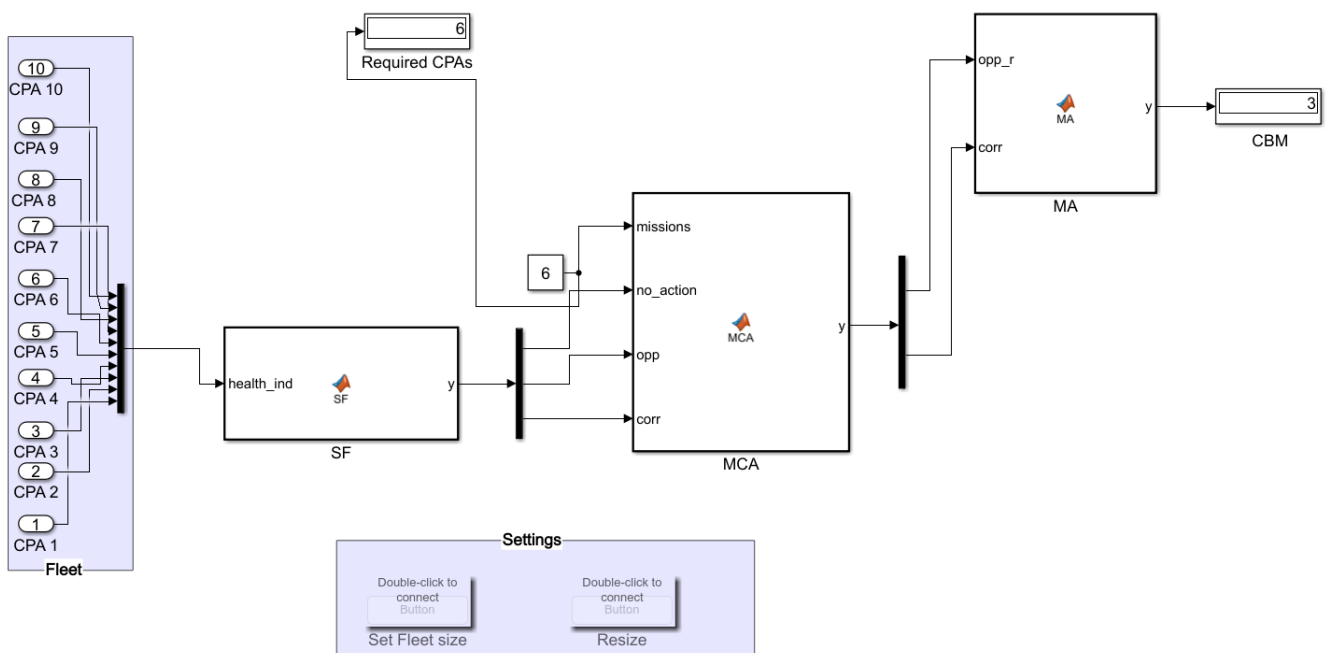 6
Required CPAs
10
CPA 10
9
CPA 9
8
CPA 8
7
CPA 7
6
CPA 6
5
CPA 5
4
CPA 4
3
CPA 3
2
CPA 2
1
CPA 1
Fleet
health_ind
SF
y
SF
6
missions
no_action
opp
corr
MCA
y
MCA
opp_r
corr
MA
y
MA
3
CBM
Settings
Double-click to
connect
Button
Set Fleet size
Double-click to
connect
Button
Resize